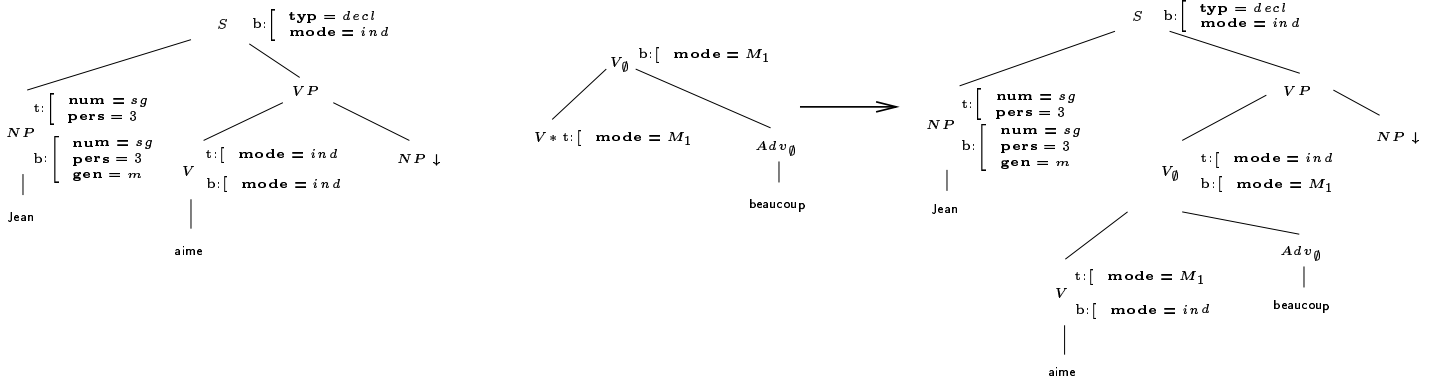 S b:[ typ = decl
mode = ind
VP
t:[ num = sg
pers = 3
NP
b:[ num = sg
pers = 3
gen = m
Jean
V t:[ mode = ind
b:[ mode = ind
NP ↓
aime
V∅ b:[ mode = M1
V* t:[ mode = M1
Adv∅
beaucoup
S b:[ typ = decl
mode = ind
VP
t:[ num = sg
pers = 3
NP
b:[ num = sg
pers = 3
gen = m
Jean
NP ↓
V∅ t:[ mode = ind
b:[ mode = M1
Adv∅
beaucoup
V t:[ mode = M1
b:[ mode = ind
aime